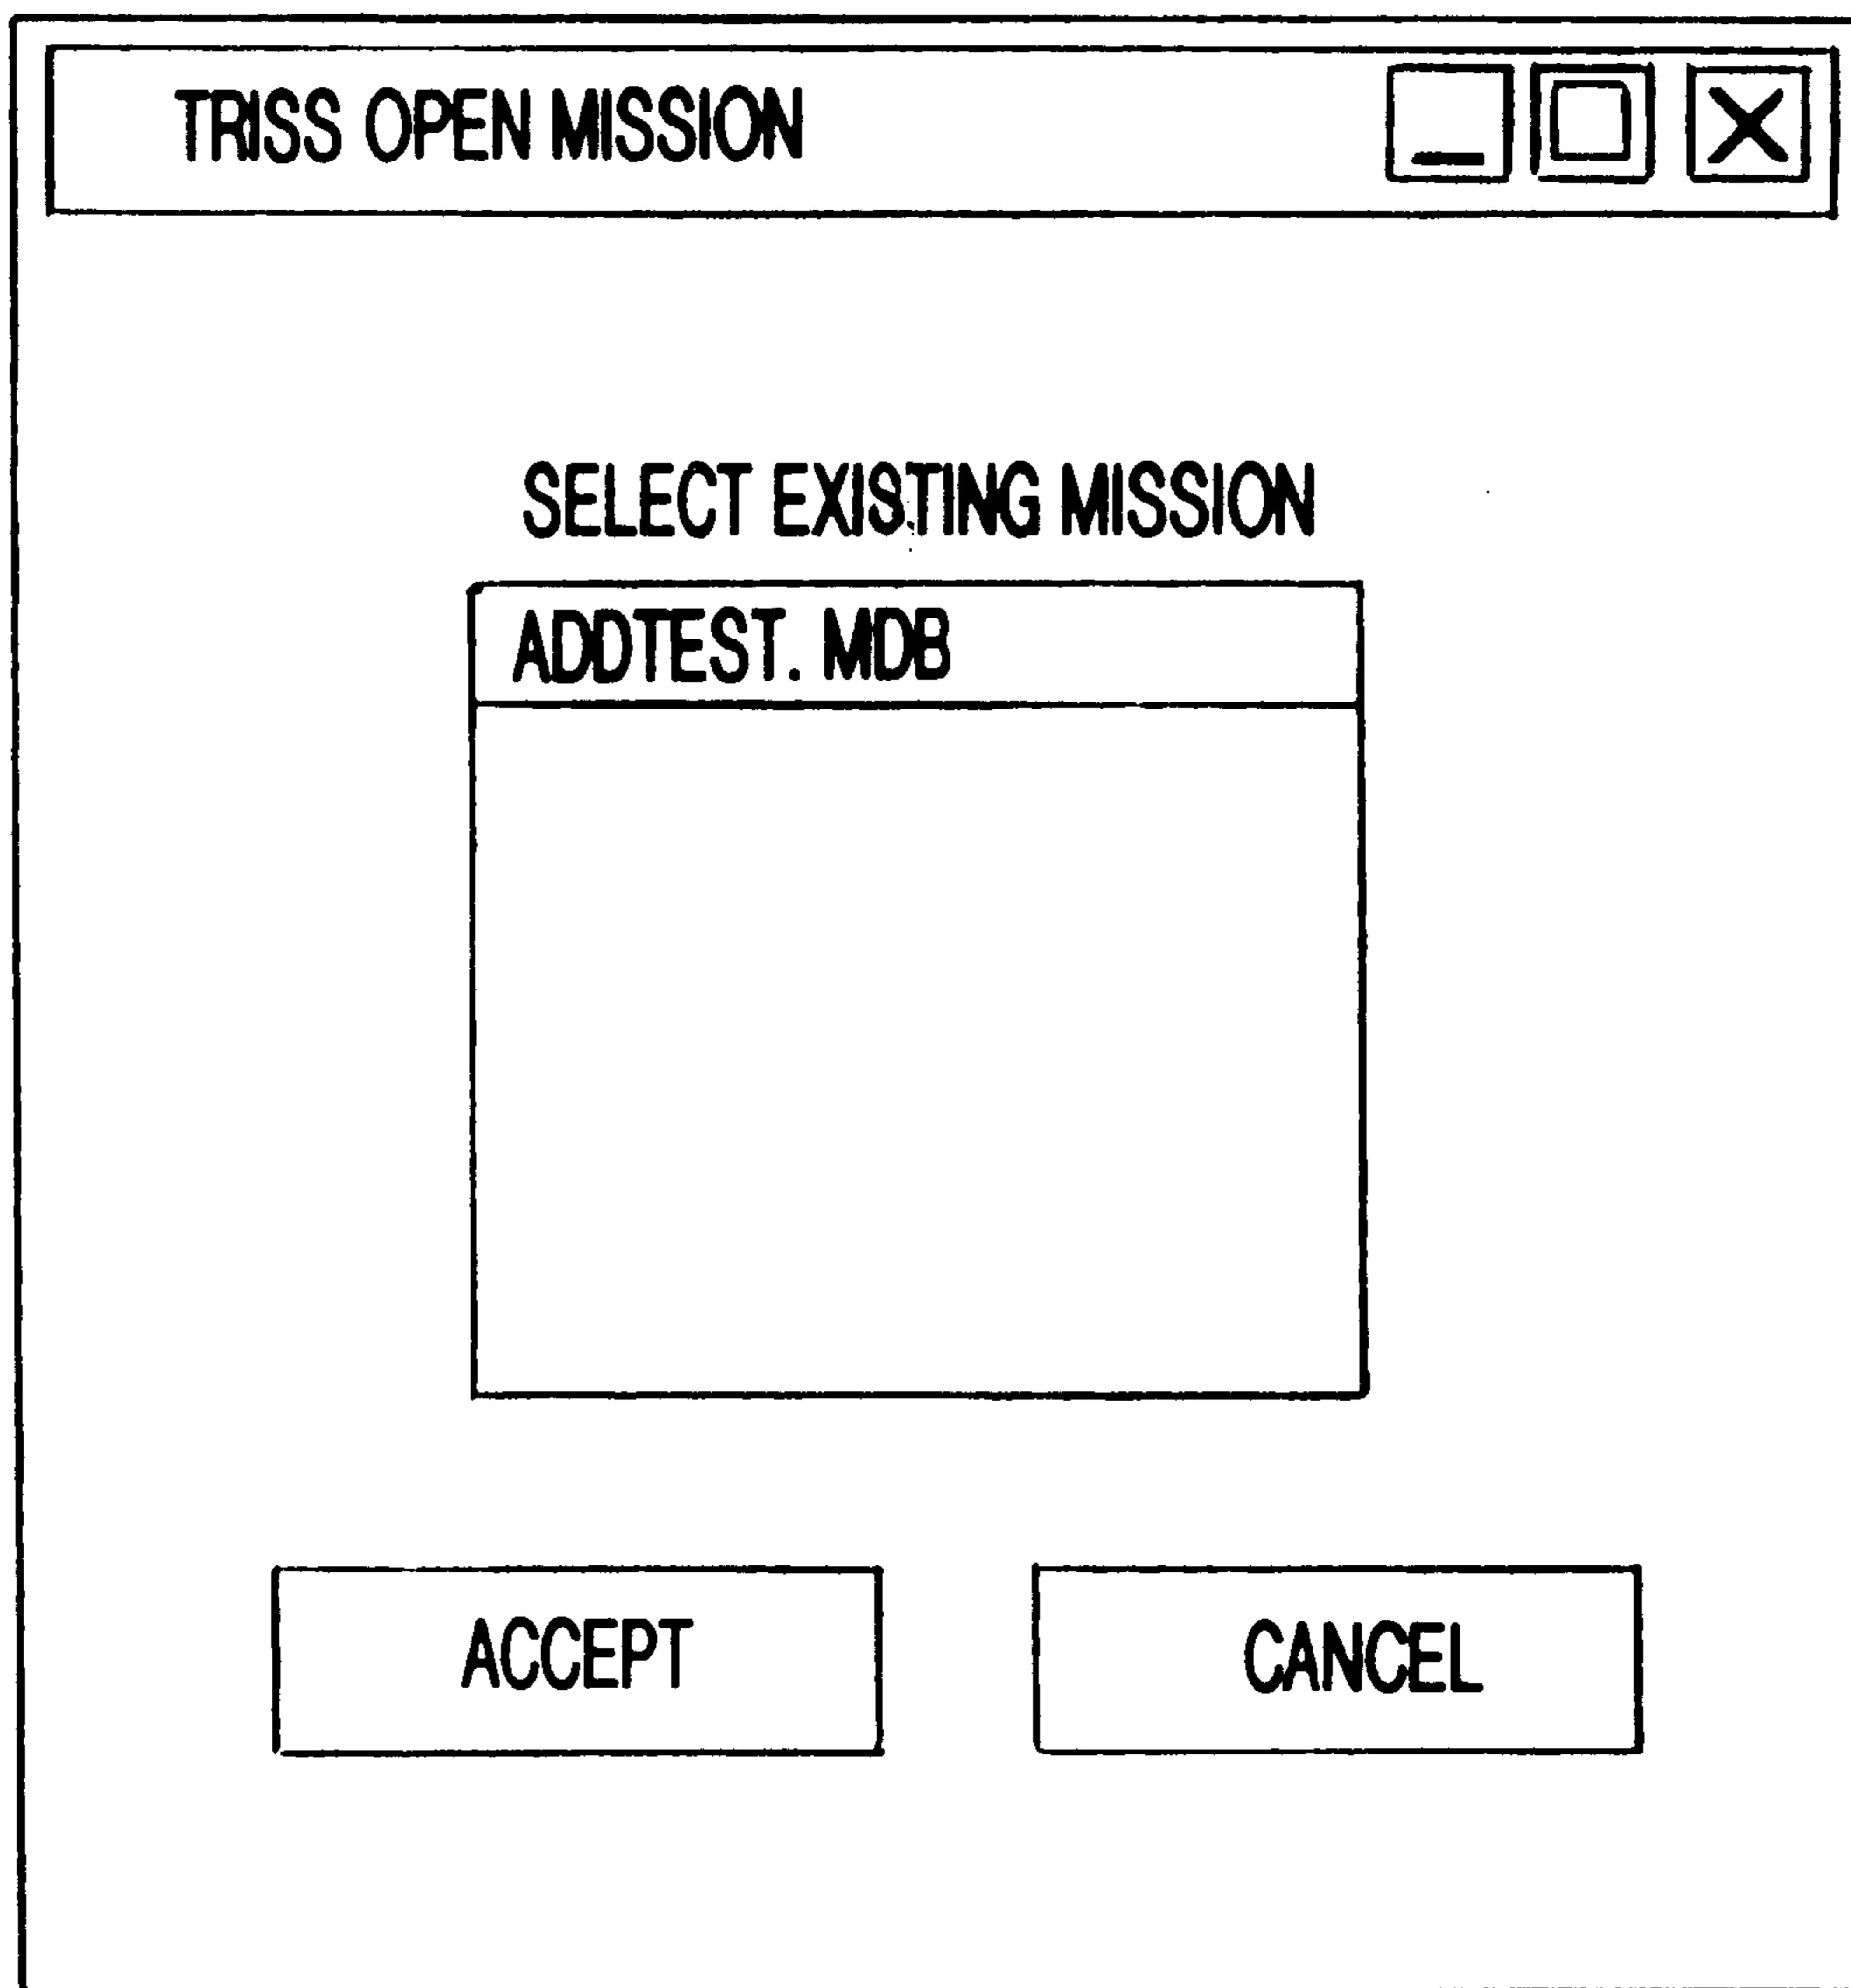 TRISS OPEN MISSION
SELECT EXISTING MISSION
ADDTEST. MDB
ACCEPT
CANCEL